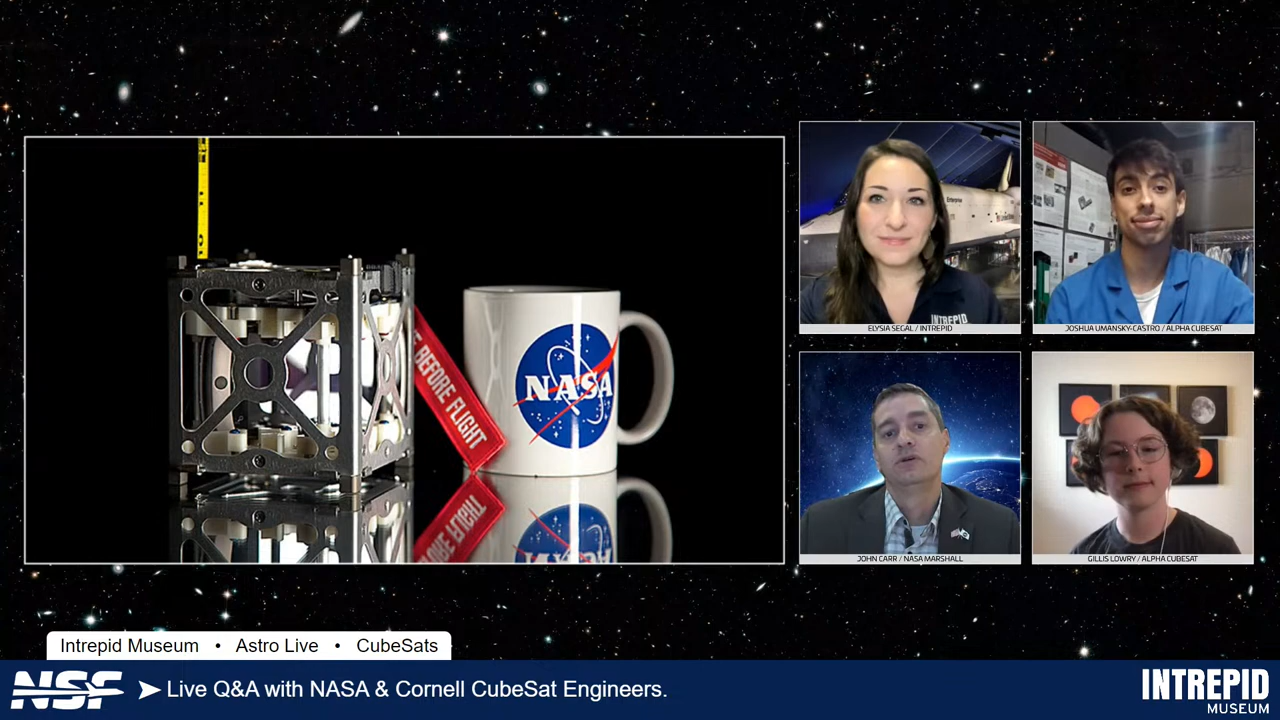 10
BEFORE FLIGHT
NASA
Enterprise
INTREPID
ELYSIA SEGAL / INTREPID
JOSHUA UMANSKY-CASTRO / ALPHA CUBESAT
JOHN CARR / NASA MARSHALL
GILLIS LOWRY / ALPHA CUBESAT
Intrepid Museum • Astro Live • CubeSats
NSF
Live Q&A with NASA & Cornell CubeSat Engineers.
INTREPID
MUSEUM